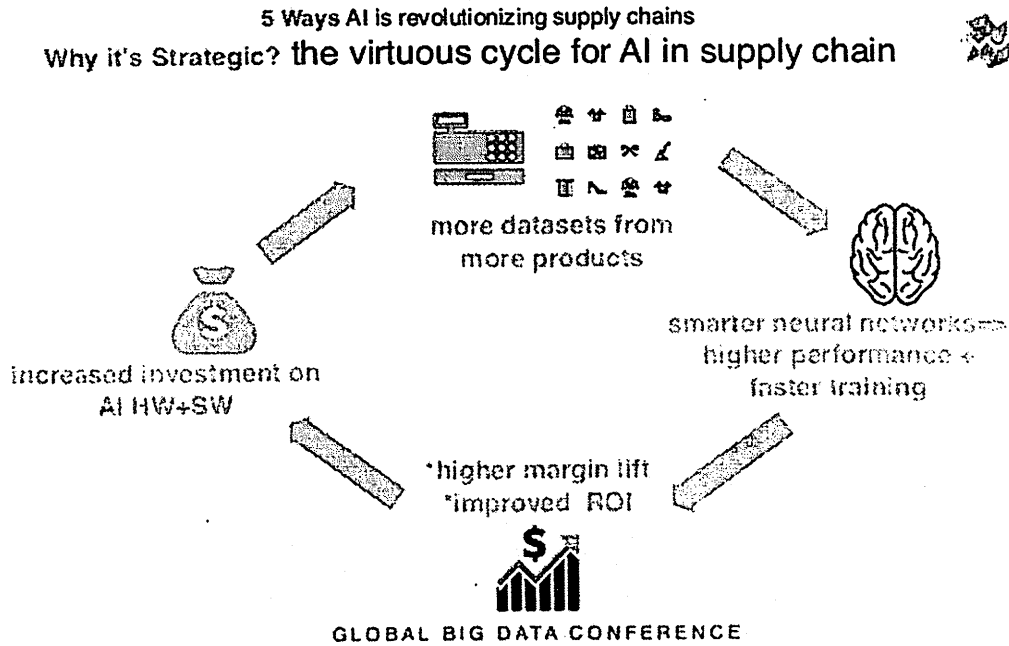 5 Ways AI is revolutionizing supply chains
Why it's Strategic? the virtuous cycle for AI in supply chain
more datasets from
more products
smarter neural networks=>
higher performance +
faster training
increased investment on
AI HW+SW
*higher margin lift
*improved ROI
$
$
GLOBAL BIG DATA CONFERENCE